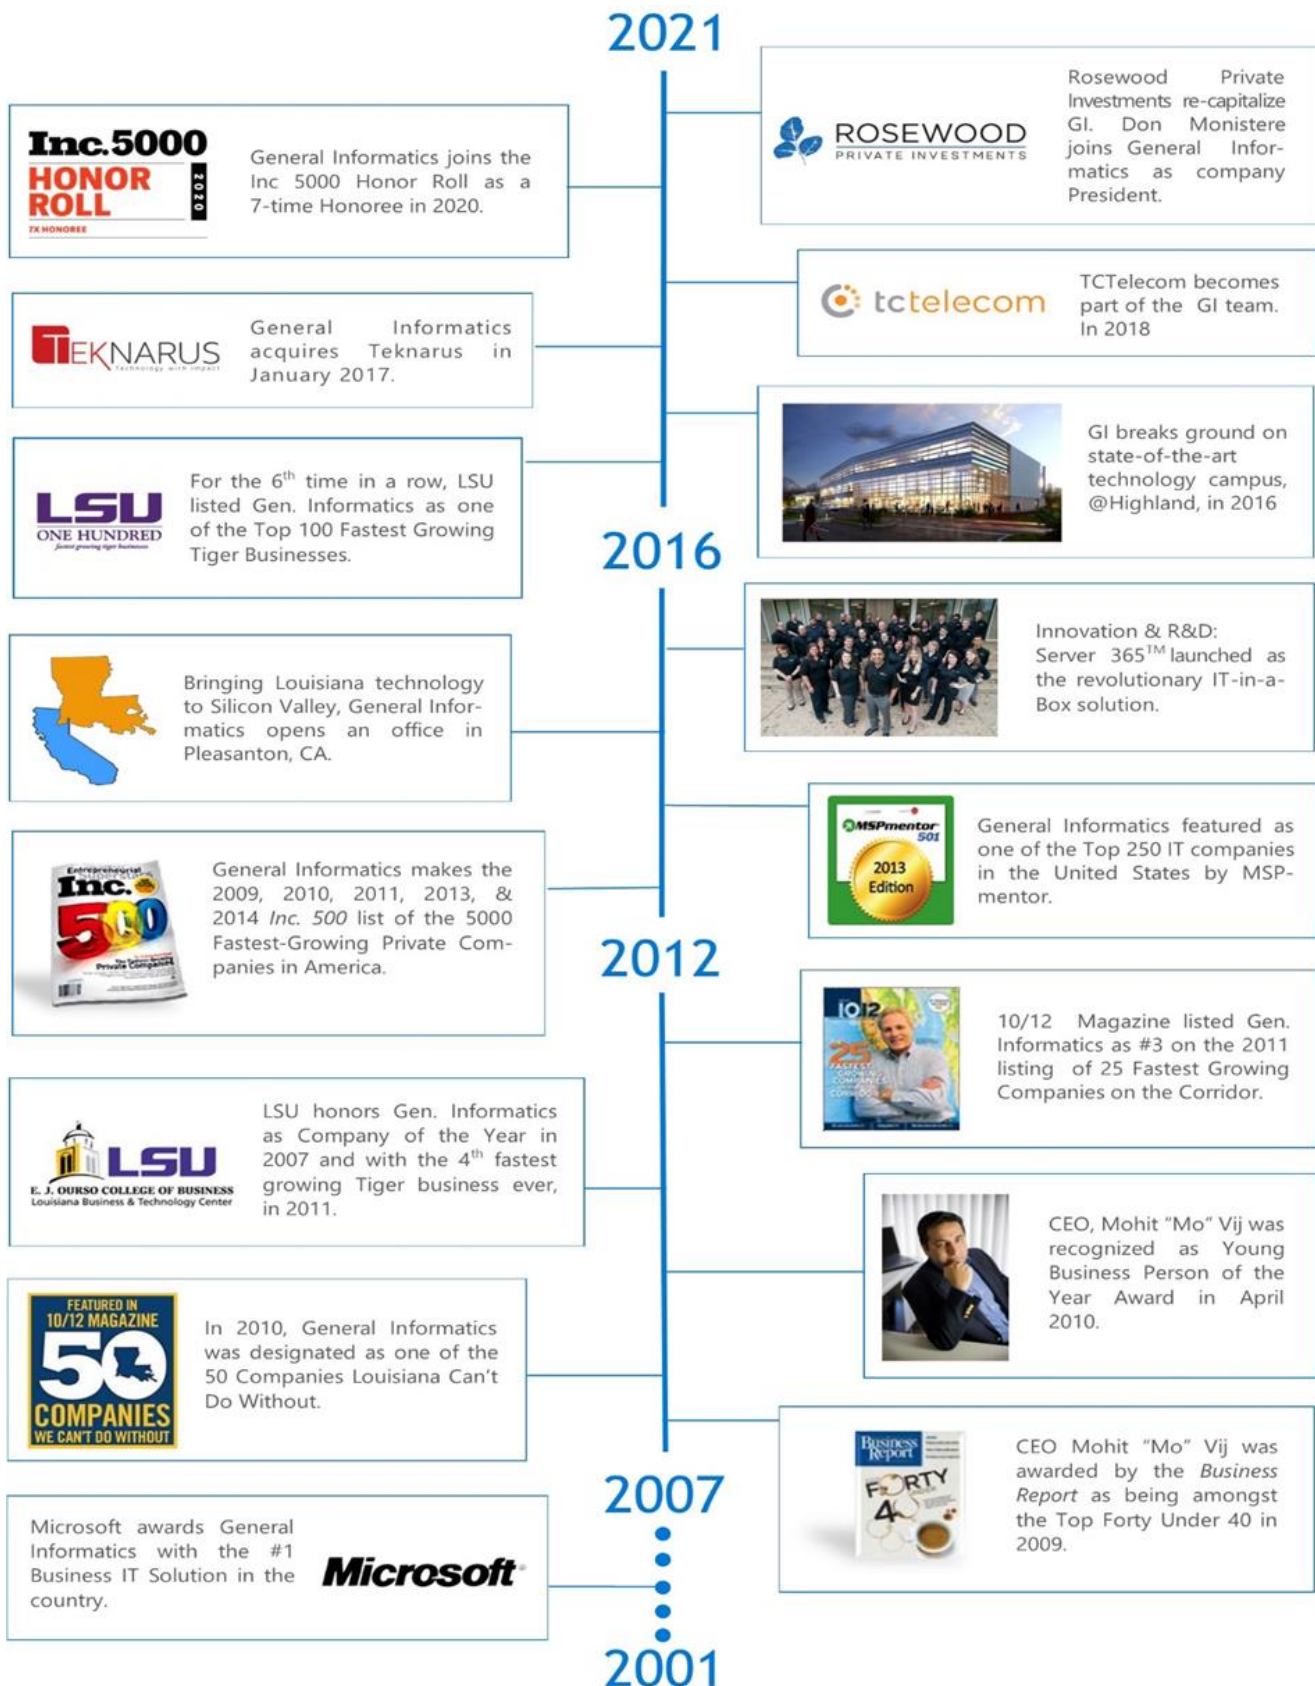 2021
Rosewood Private
Investments re-capitalize
GI. Don Monistere
joins General Infor-
matics as company
President.
ROSEWOOD
PRIVATE INVESTMENTS
Inc.5000
HONOR
ROLL
2020
7X HONOREE
General Informatics joins the
Inc 5000 Honor Roll as a
7-time Honoree in 2020.
tctelecom
TCTelecom becomes
part of the GI team.
In 2018
TEKNARUS
Technology with impact
General Informatics
acquires Teknarus in
January 2017.
GI breaks ground on
state-of-the-art
technology campus,
@Highland, in 2016
LSU
ONE HUNDRED
fastest growing tiger businesses
For the 6th time in a row, LSU
listed Gen. Informatics as one
of the Top 100 Fastest Growing
Tiger Businesses.
2016
Innovation & R&D:
Server 365TM launched as
the revolutionary IT-in-a-
Box solution.
Bringing Louisiana technology
to Silicon Valley, General Infor-
matics opens an office in
Pleasanton, CA.
MSPmentor
501
2013
Edition
General Informatics featured as
one of the Top 250 IT companies
in the United States by MSP-
mentor.
Entrepreneurial
Superstars
Inc.
500
Private Companies
General Informatics makes the
2009, 2010, 2011, 2013, &
2014 Inc. 500 list of the 5000
Fastest-Growing Private Com-
panies in America.
2012
10/12
25
FASTEST
GROWING
COMPANIES
10/12 Magazine listed Gen.
Informatics as #3 on the 2011
listing of 25 Fastest Growing
Companies on the Corridor.
LSU
E. J. OURSO COLLEGE OF BUSINESS
Louisiana Business & Technology Center
LSU honors Gen. Informatics
as Company of the Year in
2007 and with the 4th fastest
growing Tiger business ever,
in 2011.
CEO, Mohit "Mo" Vij was
recognized as Young
Business Person of the
Year Award in April
2010.
FEATURED IN
10/12 MAGAZINE
50
COMPANIES
WE CAN'T DO WITHOUT
In 2010, General Informatics
was designated as one of the
50 Companies Louisiana Can't
Do Without.
Business
Report
FORTY
UNDER
40
CEO Mohit "Mo" Vij was
awarded by the Business
Report as being amongst
the Top Forty Under 40 in
2009.
2007
Microsoft awards General
Informatics with the #1
Business IT Solution in the
country.
Microsoft®
2001